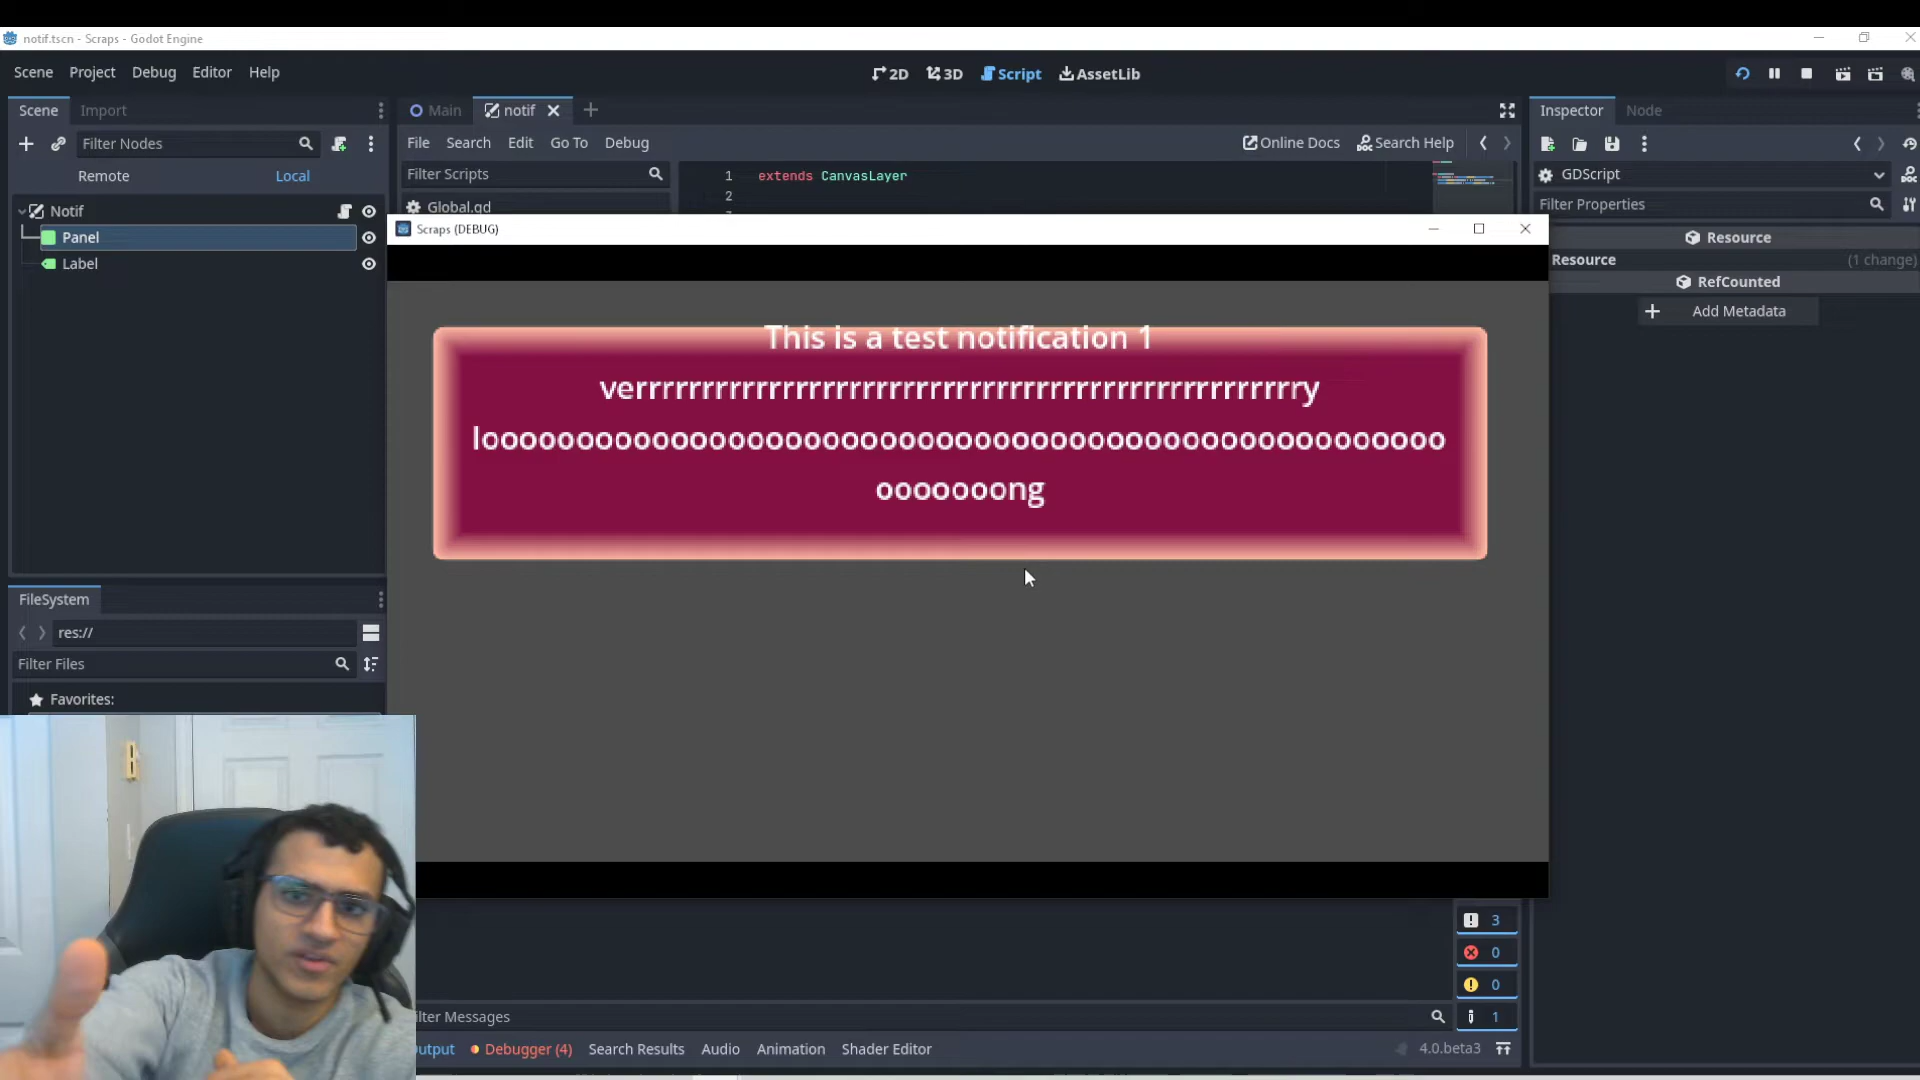 notif.tscn - Scraps - Godot Engine
Scene Project Debug Editor Help
2D 3D Script AssetLib
Scene Import
Main notif
Inspector Node
Filter Nodes
File Search Edit Go To Debug
Online Docs Search Help
Remote Local
Filter Scripts
1 extends CanvasLayer
2
GDScript
Global.gd
Filter Properties
Notif
Panel
Label
Scraps (DEBUG)
Resource
Resource (1 change)
RefCounted
Add Metadata
This is a test notification 1
FileSystem
res://
Filter Files
Favorites:
3
0
0
1
ilter Messages
utput Debugger (4) Search Results Audio Animation Shader Editor
4.0.beta3